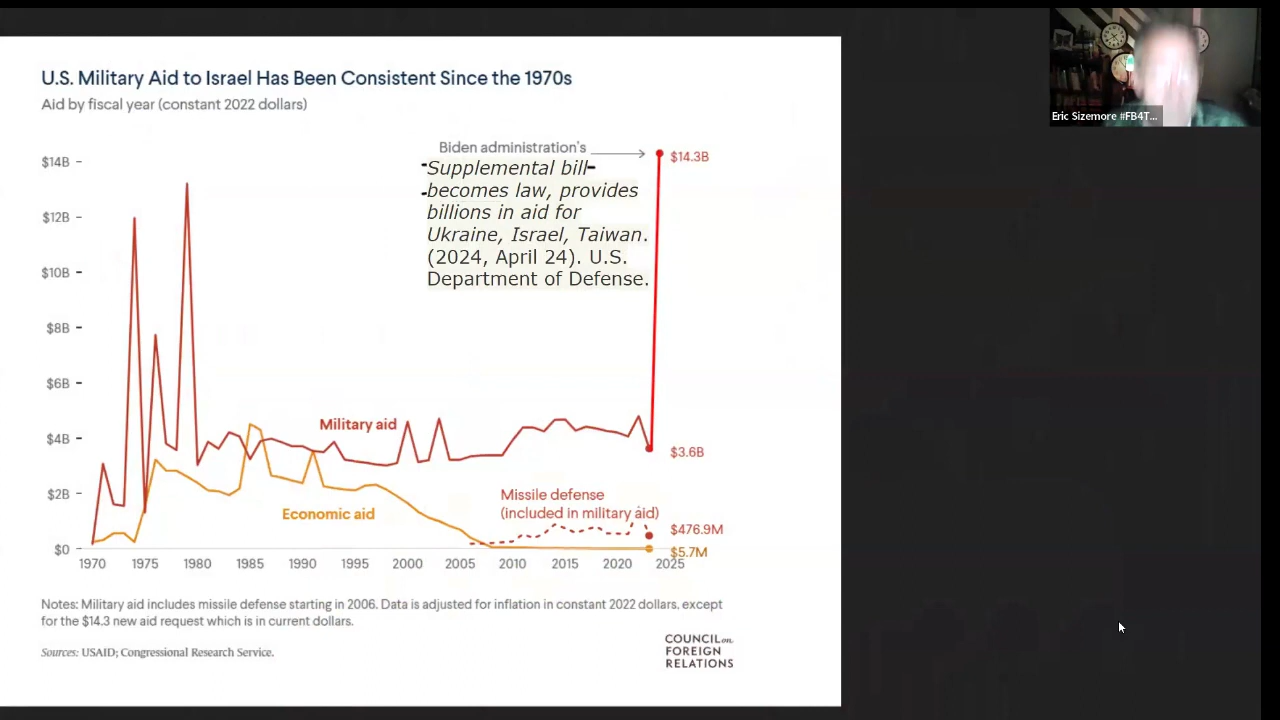 U.S. Military Aid to Israel Has Been Consistent Since the 1970s
Aid by fiscal year (constant 2022 dollars)
Eric Sizemore #FB4T...
Biden administration's
Supplemental bill
becomes law, provides
billions in aid for
Ukraine, Israel, Taiwan.
(2024, April 24). U.S.
Department of Defense.
$14.3B
$14B
$12B
$10B
$8B
$6B
$4B
$2B
$0
Military aid
$3.6B
Economic aid
Missile defense
(included in military aid)
$476.9M
$5.7M
1970 1975 1980 1985 1990 1995 2000 2005 2010 2015 2020 2025
Notes: Military aid includes missile defense starting in 2006. Data is adjusted for inflation in constant 2022 dollars, except
for the $14.3 new aid request which is in current dollars.
Sources: USAID; Congressional Research Service.
COUNCIL on
FOREIGN
RELATIONS